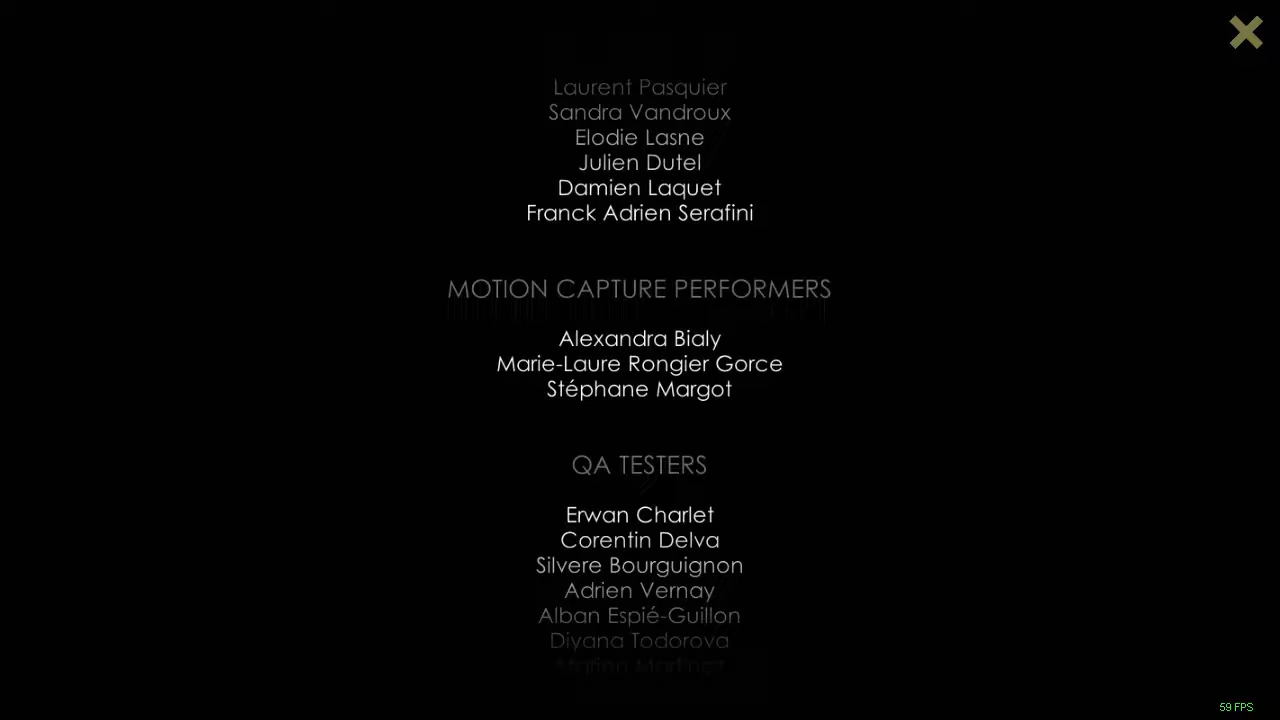 Laurent Pasquier
Sandra Vandroux
Elodie Lasne
Julien Dutel
Damien Laquet
Franck Adrien Serafini
MOTION CAPTURE PERFORMERS
Alexandra Bialy
Marie-Laure Rongier Gorce
Stéphane Margot
QA TESTERS
Erwan Charlet
Corentin Delva
Silvere Bourguignon
Adrien Vernay
Alban Espié-Guillon
Diyana Todorova
59 FPS